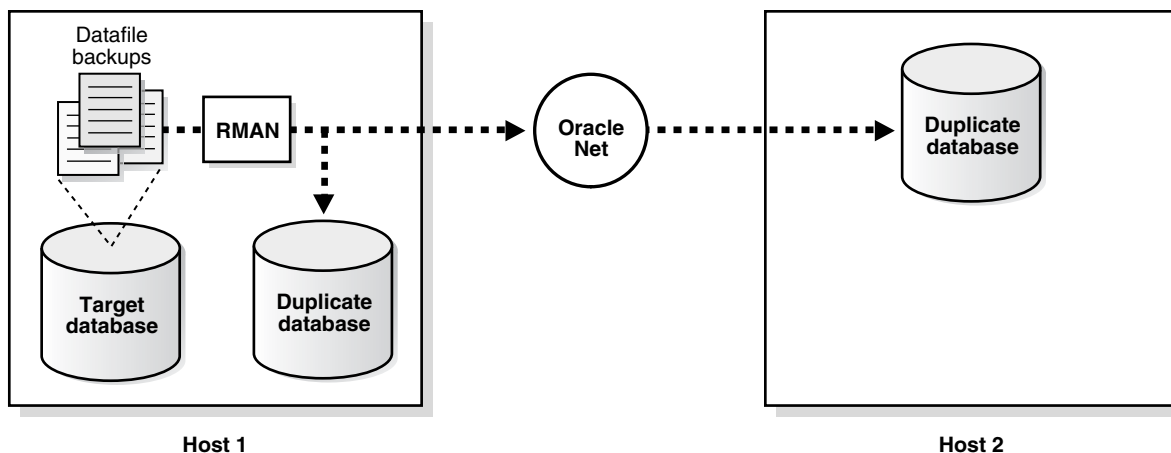 Datafile
backups
RMAN
Oracle
Net
Duplicate
database
Target
database
Duplicate
database
Host 1
Host 2